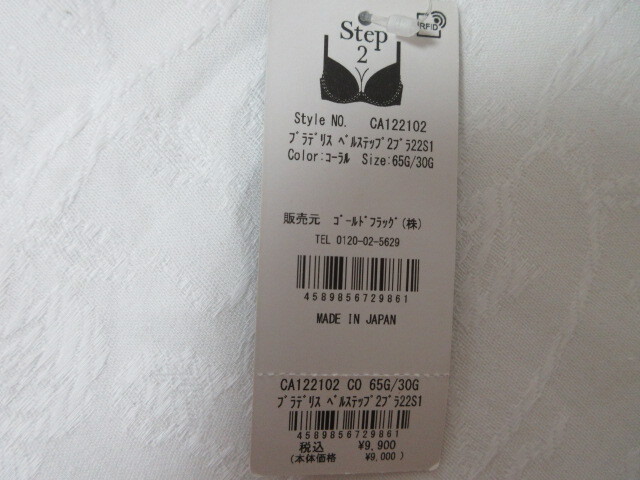 Step
2
RFID
Style NO. CA122102
ﾌﾞﾗﾃﾞﾘｽ ﾍﾞﾙｽﾃｯﾌﾟ2ﾌﾞﾗ22S1
Color:ｺｰﾗﾙ Size:65G/30G
販売元 ｺﾞｰﾙﾄﾞﾌﾗｯｸﾞ(株)
TEL 0120-02-5629
4589856729861
MADE IN JAPAN
CA122102 CO 65G/30G
ﾌﾞﾗﾃﾞﾘｽ ﾍﾞﾙｽﾃｯﾌﾟ2ﾌﾞﾗ22S1
4589856729861
税込 ¥9,900
(本体価格 ¥9,000 )